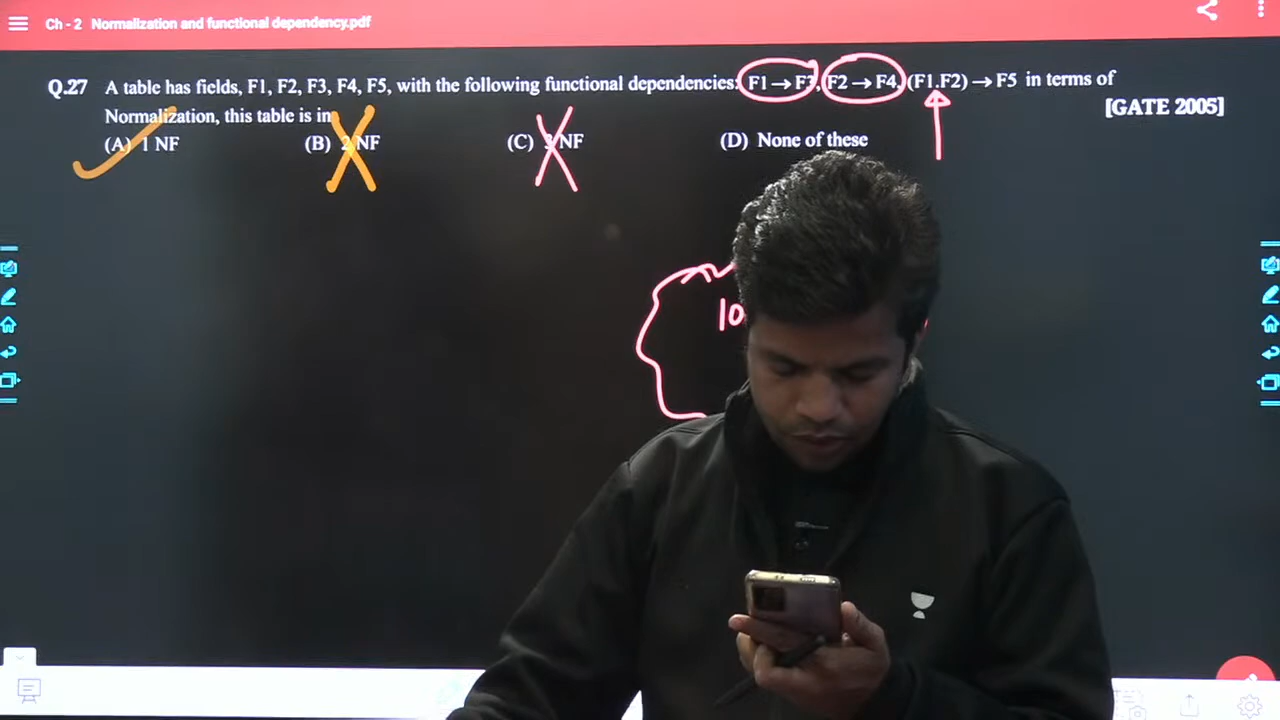 Ch - 2 Normalization and functional dependency.pdf
Q.27 A table has fields, F1, F2, F3, F4, F5, with the following functional dependencies: F1 → F3, F2 → F4, (F1.F2) → F5 in terms of
Normalization, this table is in
[GATE 2005]
(A) 1 NF (B) 2 NF (C) 3 NF (D) None of these
10